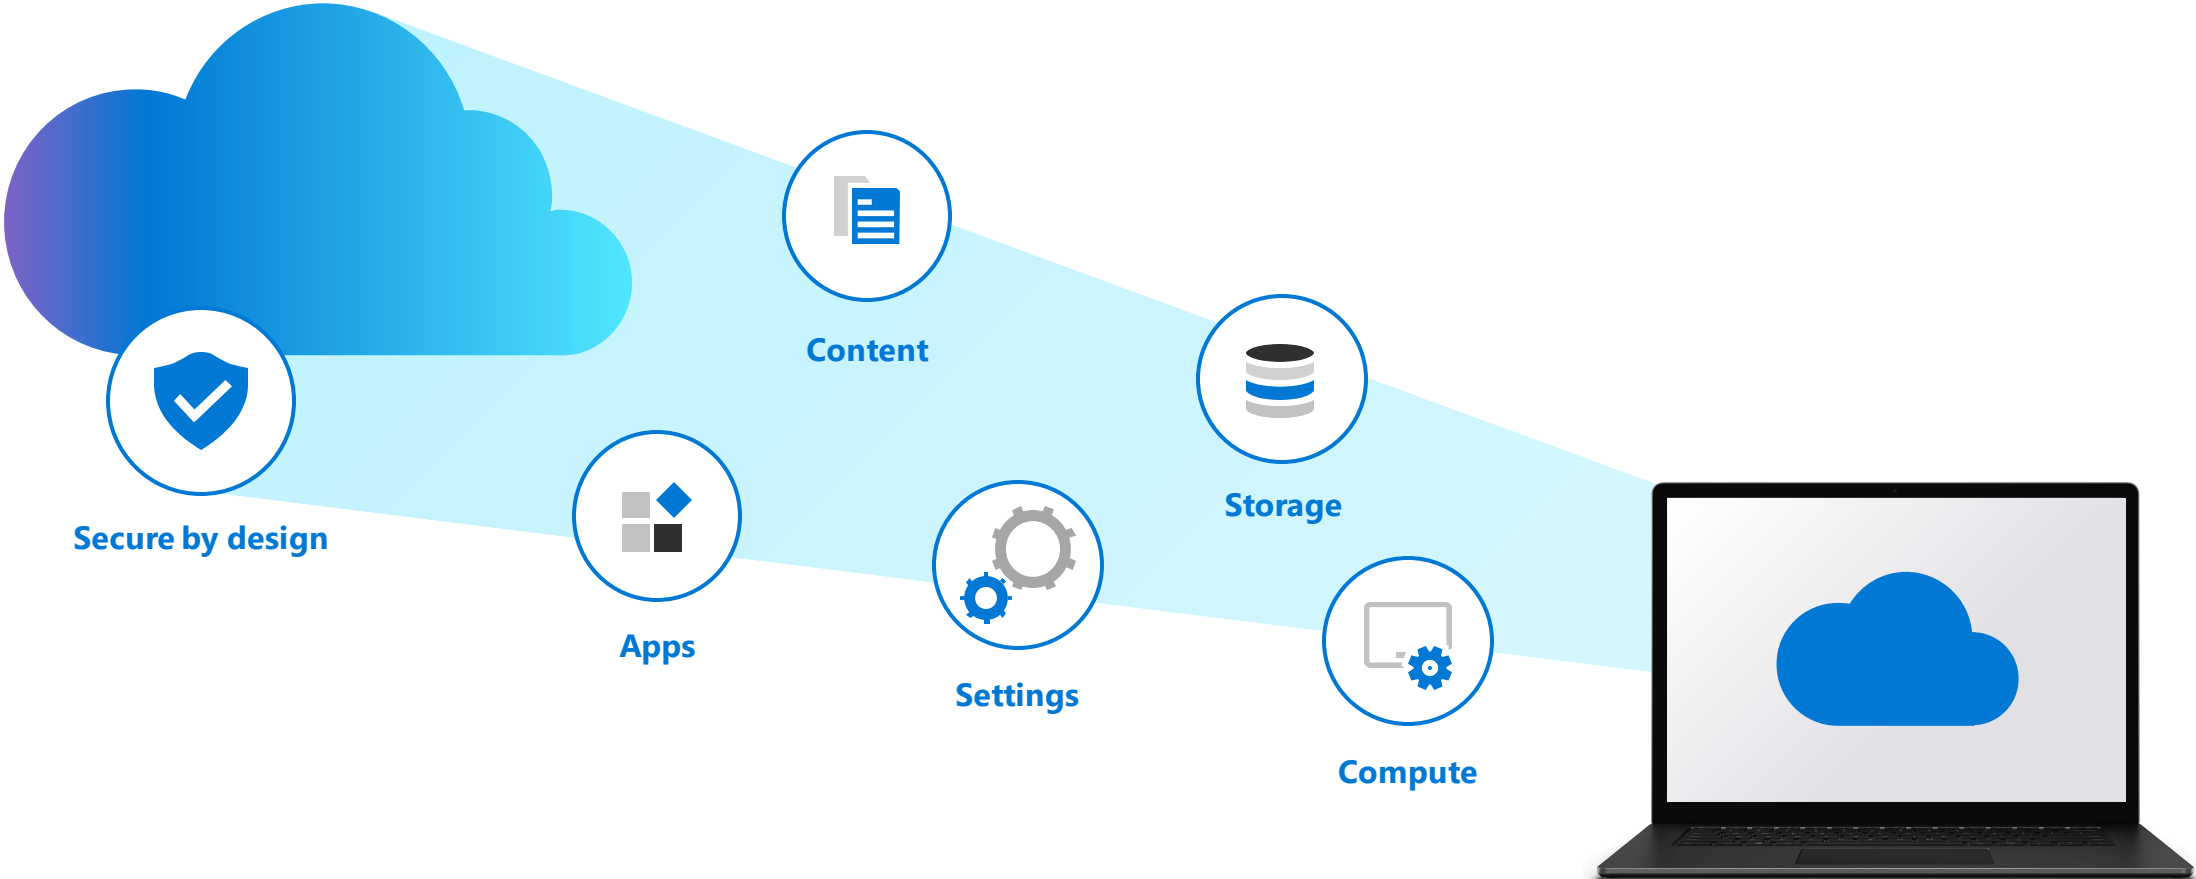 Content
Storage
Secure by design
Apps
Settings
Compute